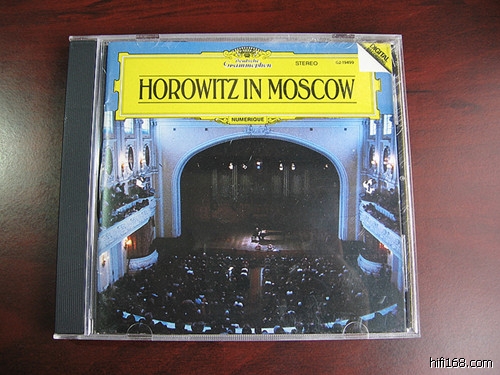 Deutsche
Grammophon
STEREO
DIGITAL
HOROWITZ IN MOSCOW
NUMERIQUE
hifi168.com